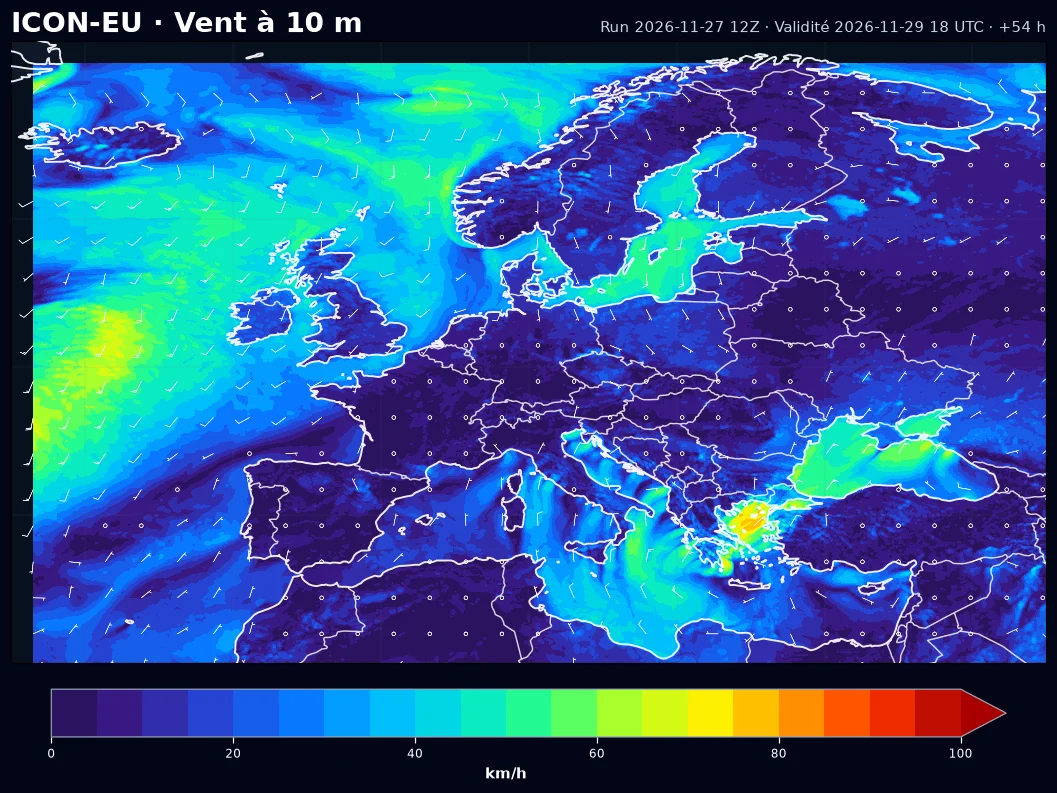 ICON-EU · Vent à 10 m
Run 2026-11-27 12Z · Validité 2026-11-29 18 UTC · +54 h
0 20 40 60 80 100
km/h